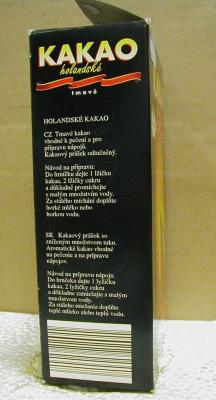 KAKAO
holandské
tmavé
HOLANDSKÉ KAKAO
CZ Tmavé kakao
vhodné k pečení a pro
přípravu nápojů.
Kakaový prášek odtučněný.
Návod na přípravu:
Do hrníčku dejte 1 lžičku
kakaa, 2 lžičky cukru
a důkladně promíchejte
s malým množstvím vody.
Za stálého míchání doplňte
horké mléko nebo
horkou vodu.
SK Kakaový prášok so
zníženým množstvom tuku.
Aromatické kakao vhodné
na pečenie a na prípravu
nápojov.
Návod na prípravu nápoja:
Do hrnčeka dajte 1 lyžičku
kakaa, 2 lyžičky cukru
a dôkladne zamiešajte s malým
množstvom vody.
Za stáleho miešania doplňte
teplé mlieko alebo teplú vodu.